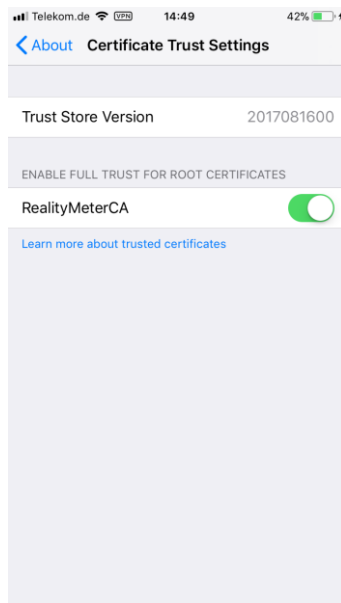 Telekom.de VPN 14:49 42%
About Certificate Trust Settings
Trust Store Version 2017081600
ENABLE FULL TRUST FOR ROOT CERTIFICATES
RealityMeterCA
Learn more about trusted certificates